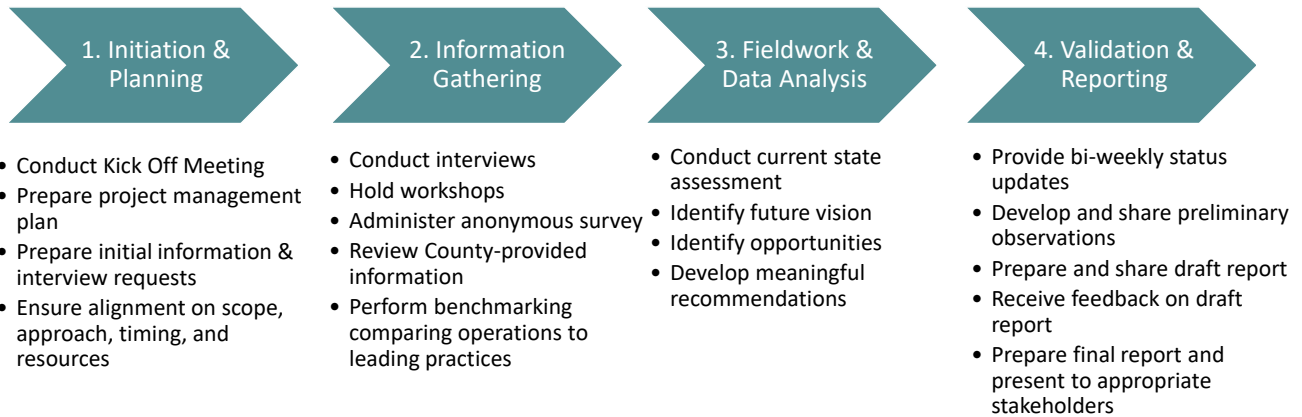 1. Initiation &
Planning
2. Information
Gathering
3. Fieldwork &
Data Analysis
4. Validation &
Reporting
• Conduct Kick Off Meeting
• Prepare project management
plan
• Prepare initial information &
interview requests
• Ensure alignment on scope,
approach, timing, and
resources
• Conduct interviews
• Hold workshops
• Administer anonymous survey
• Review County-provided
information
• Perform benchmarking
comparing operations to
leading practices
• Conduct current state
assessment
• Identify future vision
• Identify opportunities
• Develop meaningful
recommendations
• Provide bi-weekly status
updates
• Develop and share preliminary
observations
• Prepare and share draft report
• Receive feedback on draft
report
• Prepare final report and
present to appropriate
stakeholders